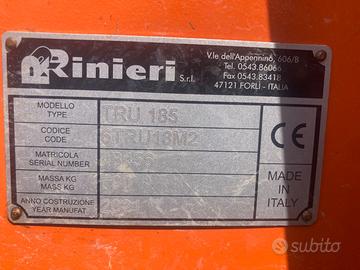 Rinieri S.r.l.
V.le dell'Appennino, 606/B
Tel. 0543.8606
Fax 0543.83418
47121 FORLì - ITALIA
MODELLO
TYPE
TRU 185
CODICE
CODE
6TRU18M2
MATRICOLA
SERIAL NUMBER
MASSA KG
MASS KG
ANNO COSTRUZIONE
YEAR MANUFAT
CE
MADE IN
ITALY
subito